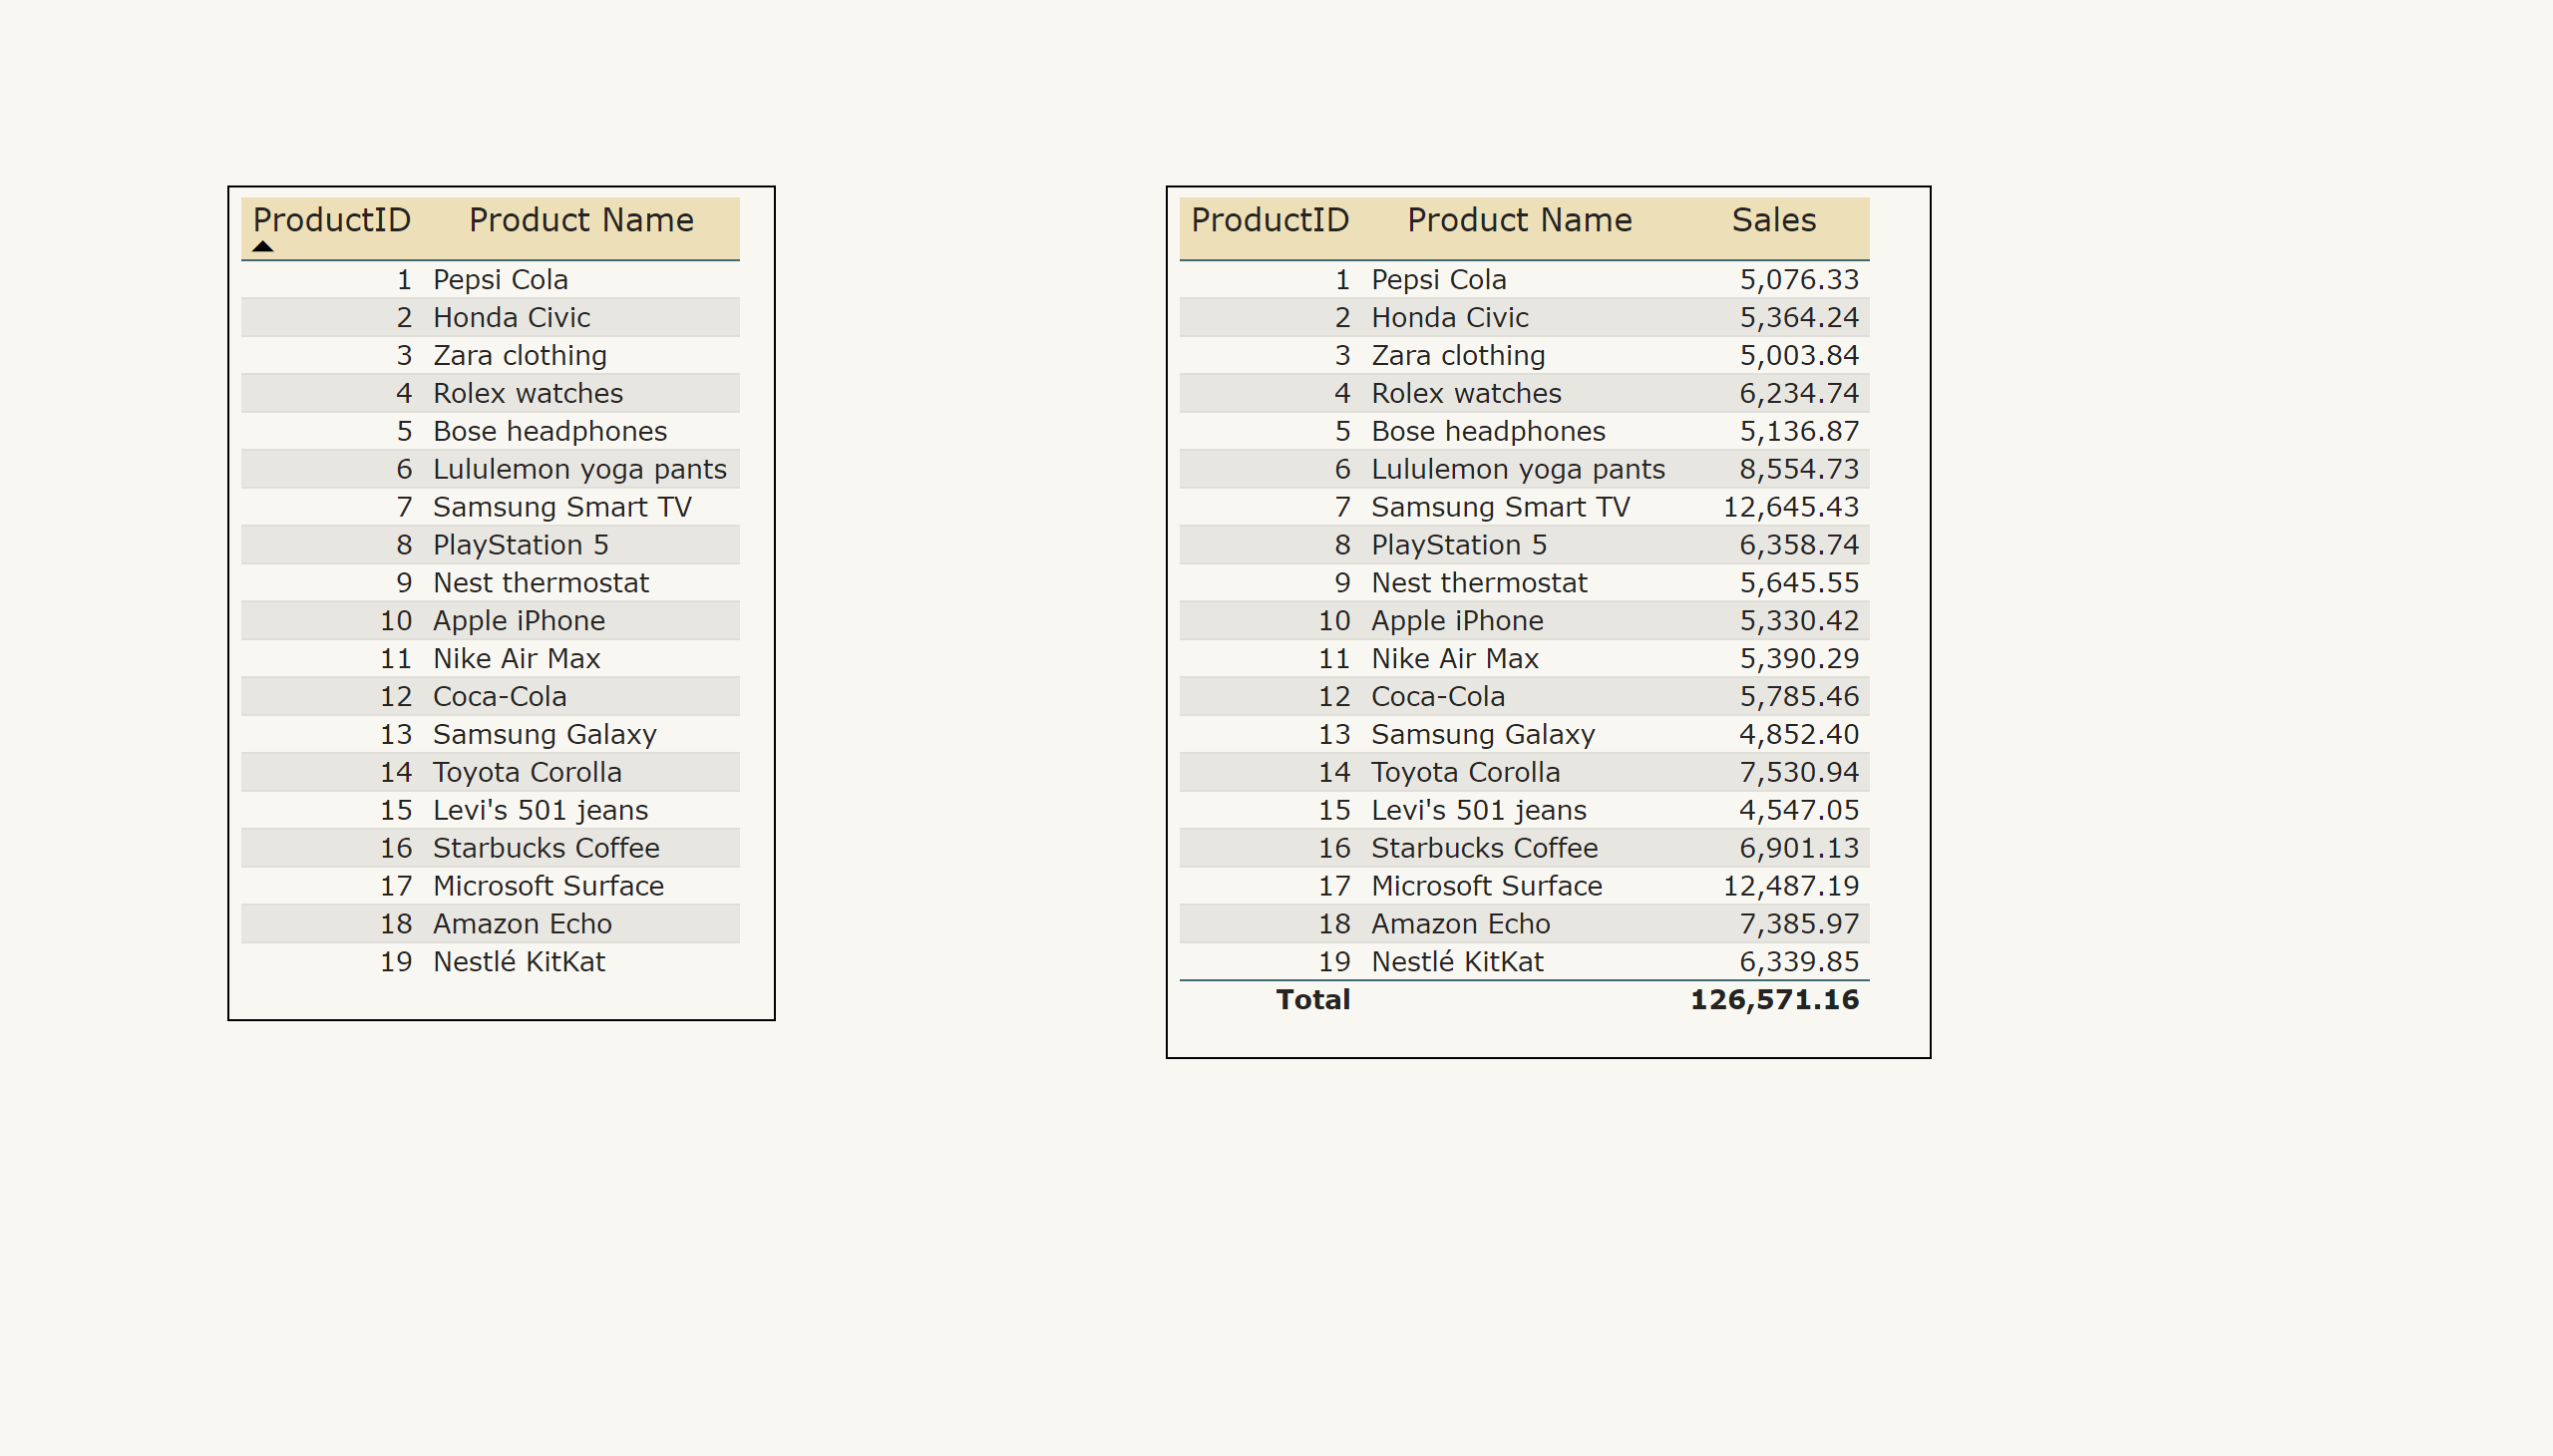 ProductID Product Name
1 Pepsi Cola
2 Honda Civic
3 Zara clothing
4 Rolex watches
5 Bose headphones
6 Lululemon yoga pants
7 Samsung Smart TV
8 PlayStation 5
9 Nest thermostat
10 Apple iPhone
11 Nike Air Max
12 Coca-Cola
13 Samsung Galaxy
14 Toyota Corolla
15 Levi's 501 jeans
16 Starbucks Coffee
17 Microsoft Surface
18 Amazon Echo
19 Nestlé KitKat
ProductID Product Name Sales
1 Pepsi Cola 5,076.33
2 Honda Civic 5,364.24
3 Zara clothing 5,003.84
4 Rolex watches 6,234.74
5 Bose headphones 5,136.87
6 Lululemon yoga pants 8,554.73
7 Samsung Smart TV 12,645.43
8 PlayStation 5 6,358.74
9 Nest thermostat 5,645.55
10 Apple iPhone 5,330.42
11 Nike Air Max 5,390.29
12 Coca-Cola 5,785.46
13 Samsung Galaxy 4,852.40
14 Toyota Corolla 7,530.94
15 Levi's 501 jeans 4,547.05
16 Starbucks Coffee 6,901.13
17 Microsoft Surface 12,487.19
18 Amazon Echo 7,385.97
19 Nestlé KitKat 6,339.85
Total 126,571.16